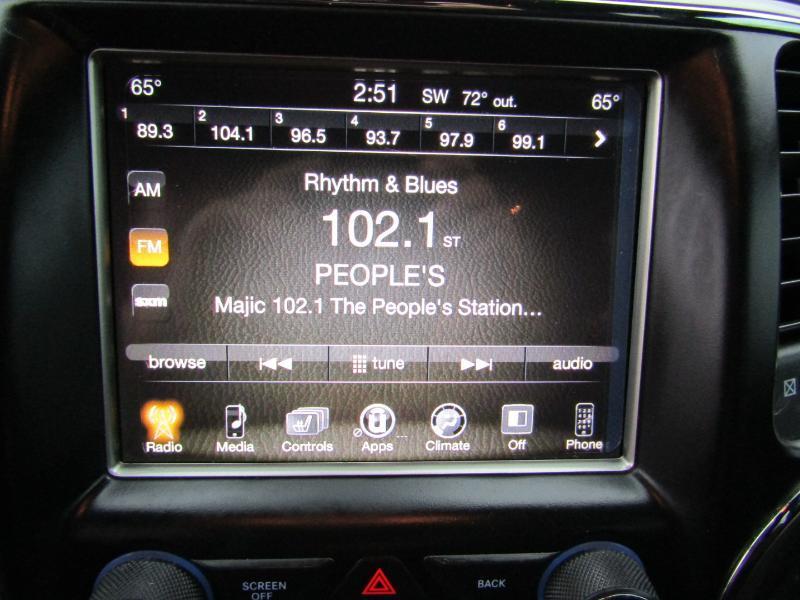 65° 2:51 SW 72° out. 65°
1 89.3 2 104.1 3 96.5 4 93.7 5 97.9 6 99.1
AM
Rhythm & Blues
102.1 ST
FM
PEOPLE'S
sxm
Majic 102.1 The People's Station...
browse tune audio
Radio Media Controls Apps Climate Off Phone
SCREEN OFF
BACK